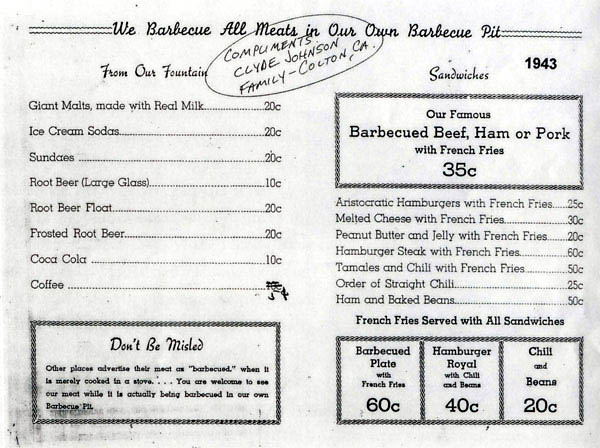 We Barbecue All Meats in Our Own Barbecue Pit
COMPLIMENTS
CLYDE JOHNSON
FAMILY-COLTON, CA.
1943
From Our Fountain
Giant Malts, made with Real Milk 20c
Ice Cream Sodas 20c
Sundaes 20c
Root Beer (Large Glass) 10c
Root Beer Float 20c
Frosted Root Beer 20c
Coca Cola 10c
Coffee 5¢
Don't Be Misled
Other places advertise their meat as "barbecued," when it
is merely cooked in a stove. . . . You are welcome to see
our meat while it is actually being barbecued in our own
Barbecue Pit.
Sandwiches
Our Famous
Barbecued Beef, Ham or Pork
with French Fries
35c
Aristocratic Hamburgers with French Fries 25c
Melted Cheese with French Fries 30c
Peanut Butter and Jelly with French Fries 20c
Hamburger Steak with French Fries 60c
Tamales and Chili with French Fries 50c
Order of Straight Chili 25c
Ham and Baked Beans 50c
French Fries Served with All Sandwiches
Barbecued
Plate
with
French Fries
60c
Hamburger
Royal
with Chili
and Beans
40c
Chili
and
Beans
20c